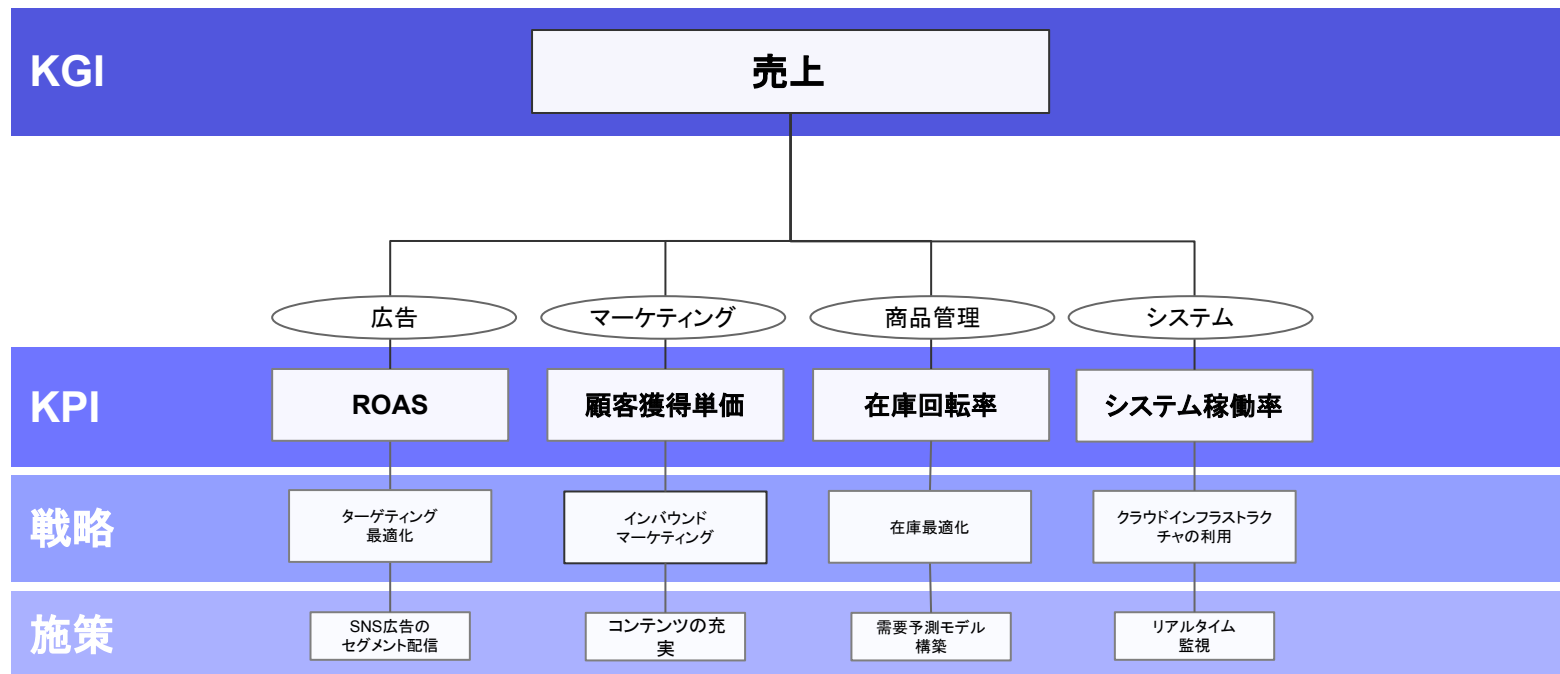 KGI
売上
広告
マーケティング
商品管理
システム
KPI
ROAS
顧客獲得単価
在庫回転率
システム稼働率
戦略
ターゲティング
最適化
インバウンド
マーケティング
在庫最適化
クラウドインフラストラク
チャの利用
施策
SNS広告の
セグメント配信
コンテンツの充
実
需要予測モデル
構築
リアルタイム
監視